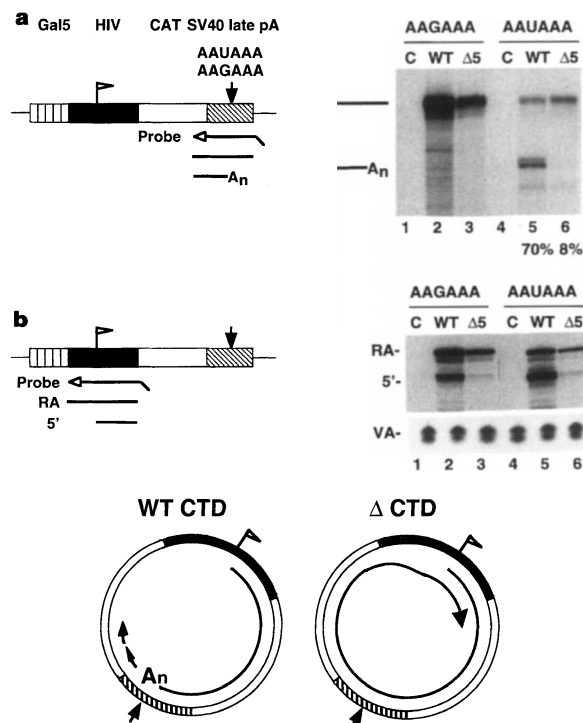 a
Gal5 HIV CAT SV40 late pA
AAUAAA
AAGAAA
Probe
An
AAGAAA AAUAAA
C WT Δ5 C WT Δ5
An
1 2 3 4 5 6
70% 8%
b
Probe
RA
5'
AAGAAA AAUAAA
C WT Δ5 C WT Δ5
RA-
5'-
VA-
1 2 3 4 5 6
WT CTD Δ CTD
An